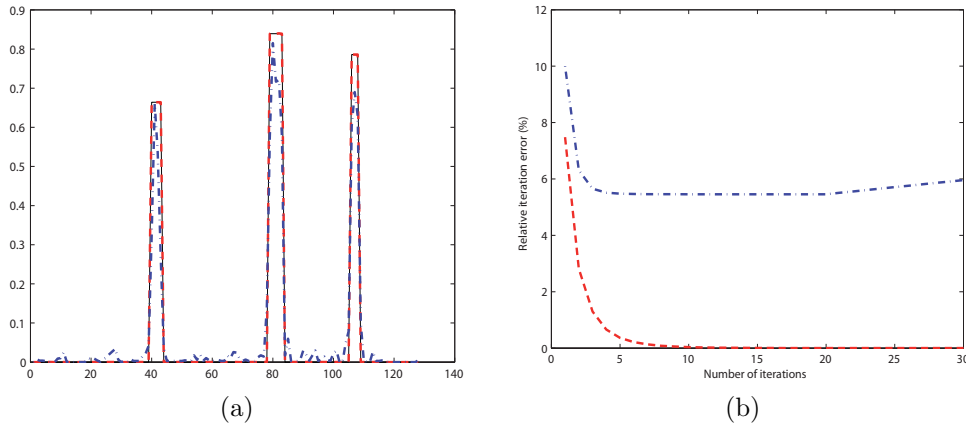 0.9
0.8
0.7
0.6
0.5
0.4
0.3
0.2
0.1
0
0 20 40 60 80 100 120 140
(a)
Relative iteration error (%)
12
10
8
6
4
2
0
0 5 10 15 20 25 30
Number of iterations
(b)